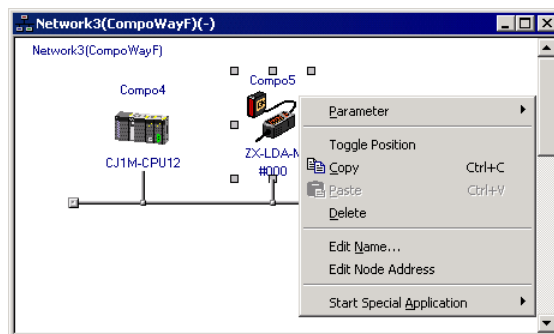 Network3(CompoWayF)(-)
Network3(CompoWayF)
Compo4
Compo5
CJ1M-CPU12
ZX-LDA-N
#000
Parameter
Toggle Position
Copy Ctrl+C
Paste Ctrl+V
Delete
Edit Name...
Edit Node Address
Start Special Application